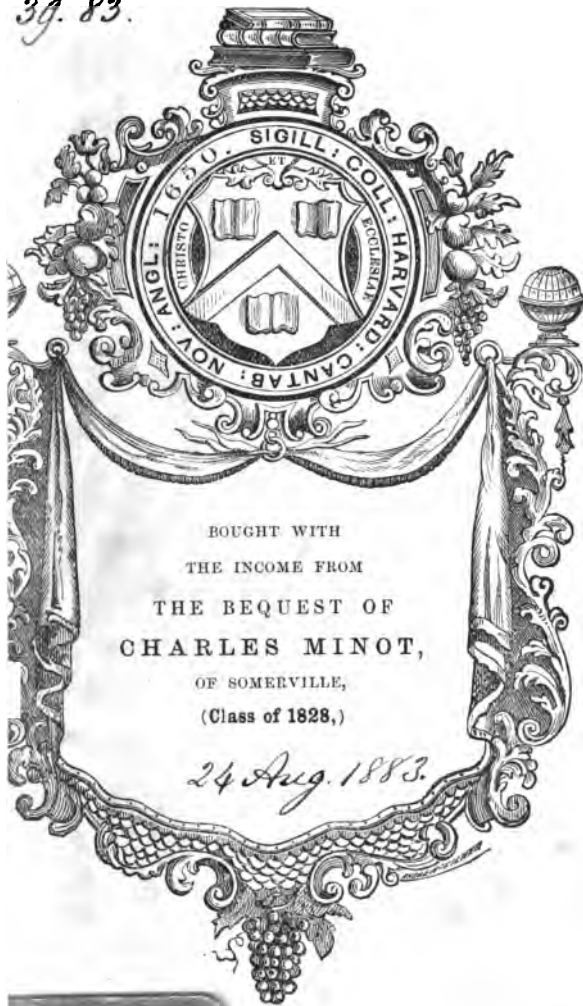 39.83.
SIGILL: COLL: HARVARD: CANTAB: NOV: ANGL: 1650.
ET
CHRISTO
ECCLESIAE
BOUGHT WITH
THE INCOME FROM
THE BEQUEST OF
CHARLES MINOT,
OF SOMERVILLE,
(Class of 1828,)
24 Aug. 1883.